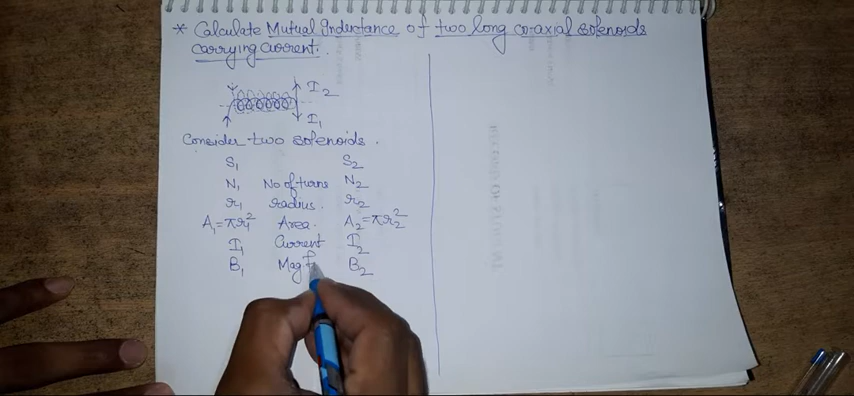 * Calculate Mutual Inductance of two long co-axial solenoids
carrying current.
I₂
I₁
Consider two solenoids.
S₁ S₂
N₁ No of turns N₂
r₁ radius. r₂
A₁=πr₁² Area. A₂=πr₂²
I₁ Current I₂
B₁ Mag f B₂